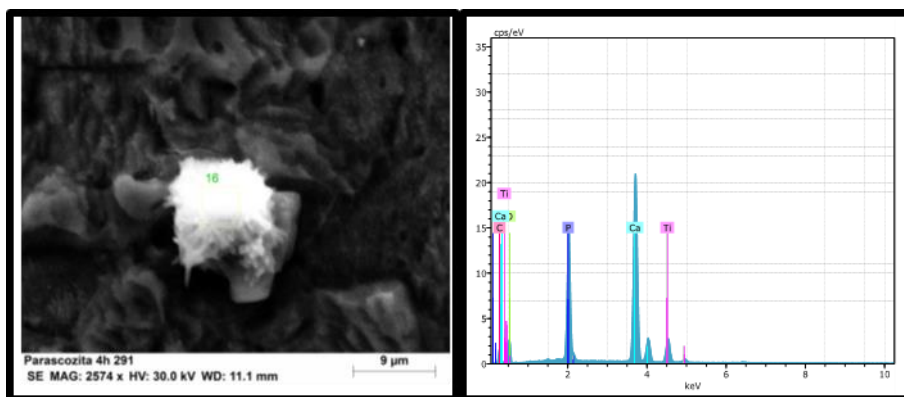 16
Parascozita 4h 291
9 µm
SE MAG: 2574 x HV: 30.0 kV WD: 11.1 mm
cps/eV
35
30
25
20
15
10
5
0
Ti
Ca
C
P
Ca
Ti
2
4
6
8
10
keV